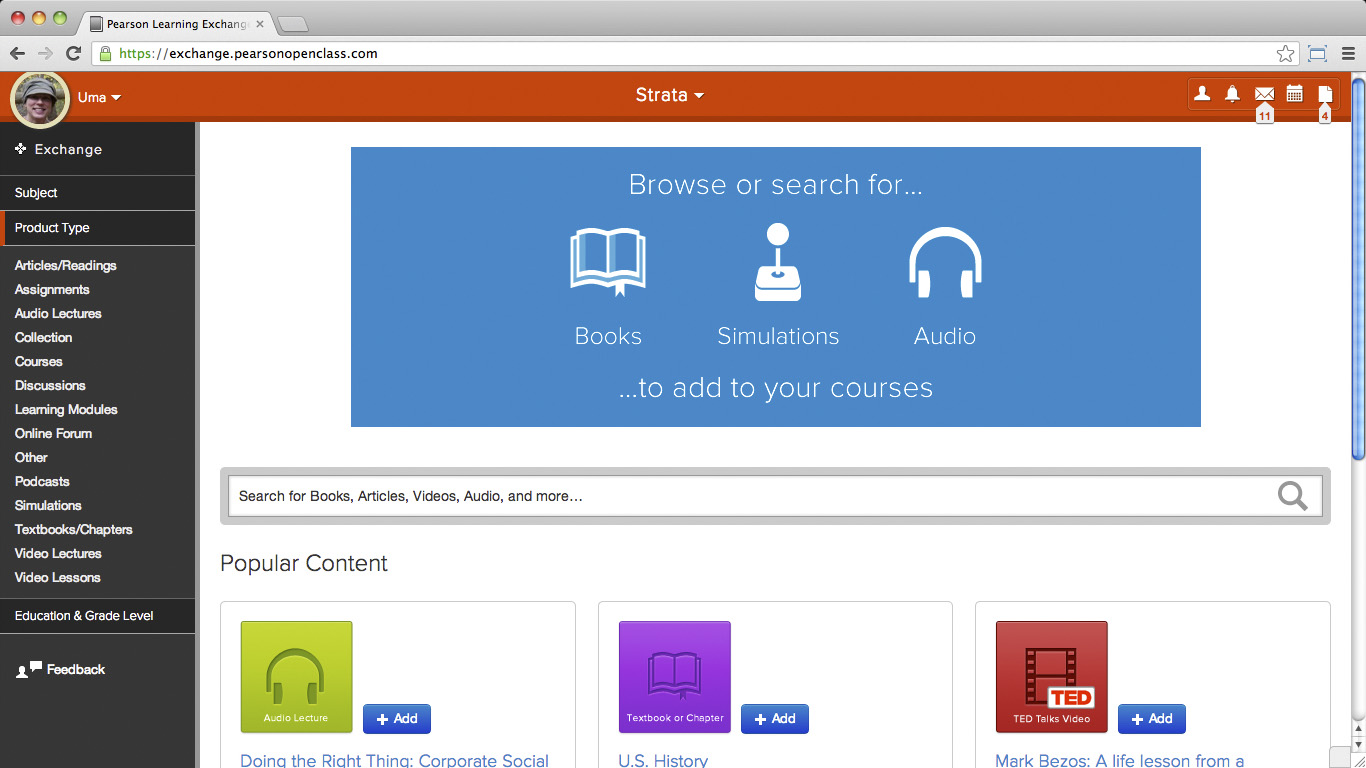 Pearson Learning Exchang
https://exchange.pearsonopenclass.com
Uma
Strata
11
4
Exchange
Subject
Product Type
Articles/Readings
Assignments
Audio Lectures
Collection
Courses
Discussions
Learning Modules
Online Forum
Other
Podcasts
Simulations
Textbooks/Chapters
Video Lectures
Video Lessons
Education & Grade Level
Feedback
Browse or search for...
Books Simulations Audio
...to add to your courses
Search for Books, Articles, Videos, Audio, and more...
Popular Content
Audio Lecture
+ Add
Doing the Right Thing: Corporate Social
Textbook or Chapter
+ Add
U.S. History
TED
TED Talks Video
+ Add
Mark Bezos: A life lesson from a